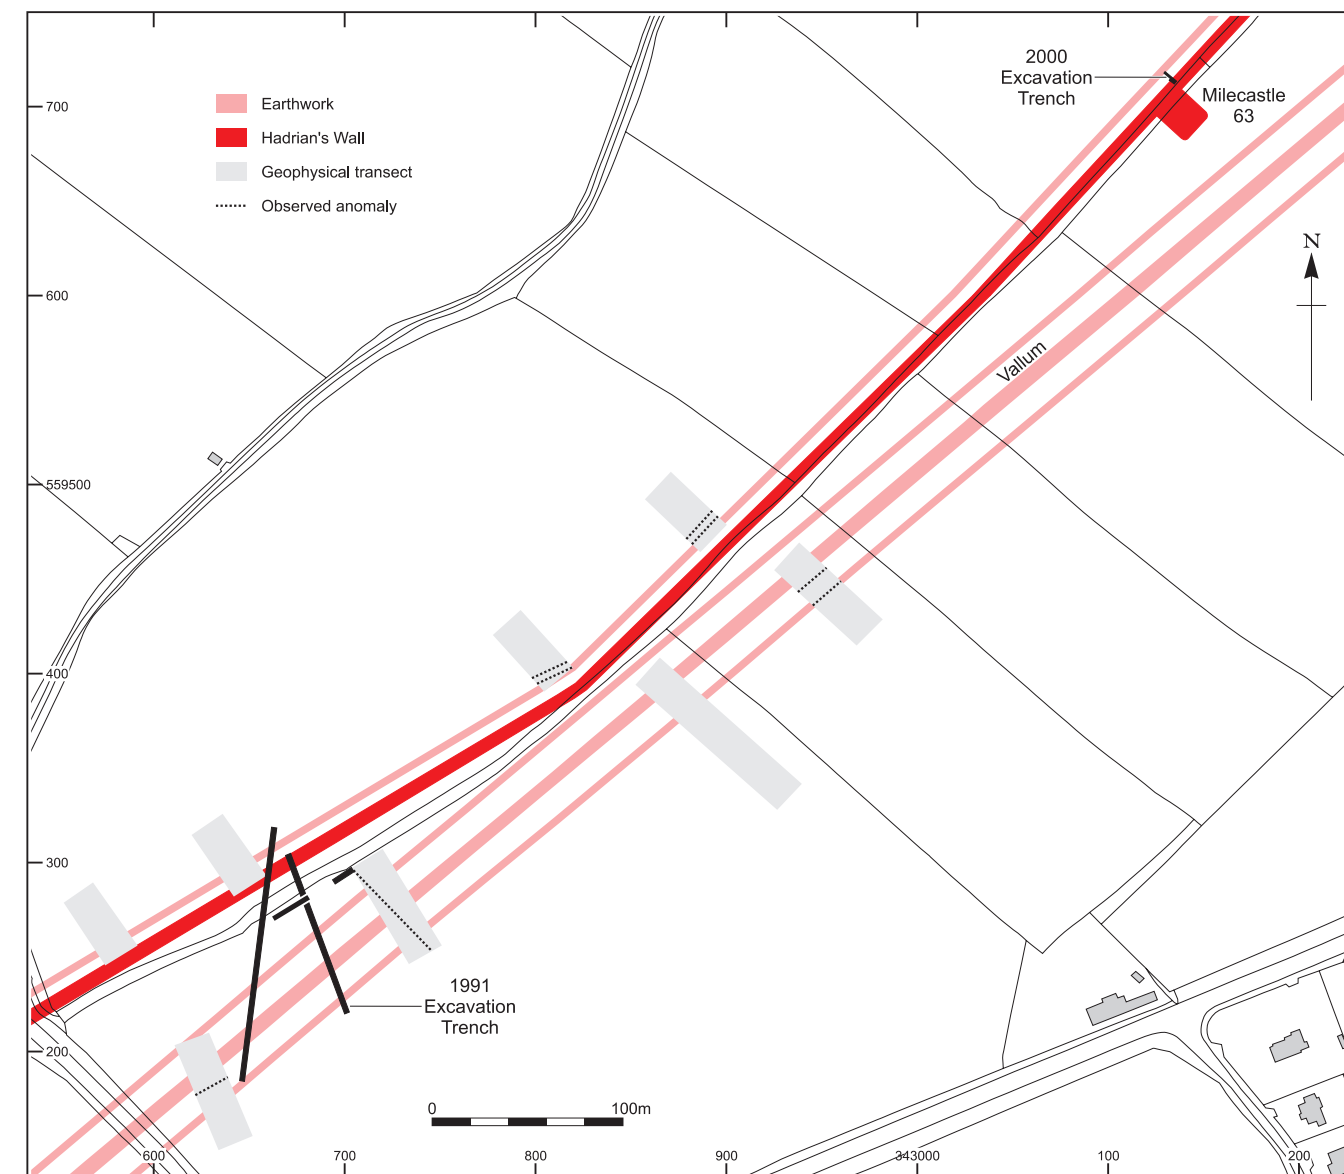 2000
Excavation
Trench
Milecastle
63
700
Earthwork
Hadrian's Wall
Geophysical transect
Observed anomaly
N
600
Vallum
559500
400
300
1991
Excavation
Trench
200
0 100m
600 700 800 900 343000 100 200